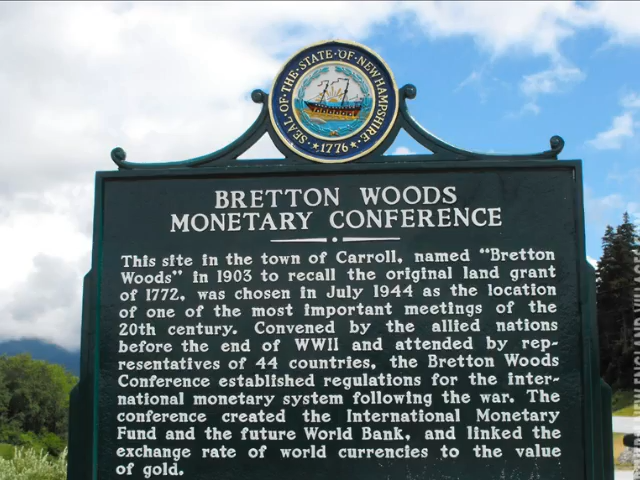 SEAL·OF·THE·STATE·OF·NEW HAMPSHIRE
★1776★
BRETTON WOODS
MONETARY CONFERENCE
This site in the town of Carroll, named "Bretton
Woods" in 1903 to recall the original land grant
of 1772, was chosen in July 1944 as the location
of one of the most important meetings of the
20th century. Convened by the allied nations
before the end of WWII and attended by rep-
resentatives of 44 countries, the Bretton Woods
Conference established regulations for the inter-
national monetary system following the war. The
conference created the International Monetary
Fund and the future World Bank, and linked the
exchange rate of world currencies to the value
of gold.